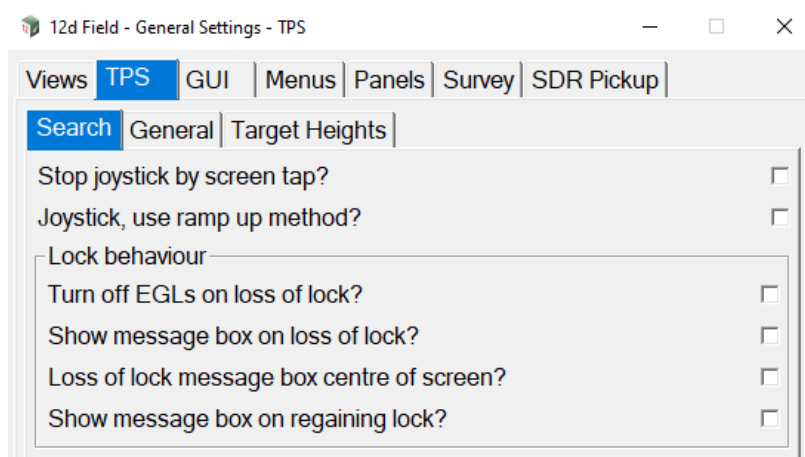 12d Field - General Settings - TPS
Views TPS GUI Menus Panels Survey SDR Pickup
Search General Target Heights
Stop joystick by screen tap?
Joystick, use ramp up method?
Lock behaviour
Turn off EGLs on loss of lock?
Show message box on loss of lock?
Loss of lock message box centre of screen?
Show message box on regaining lock?